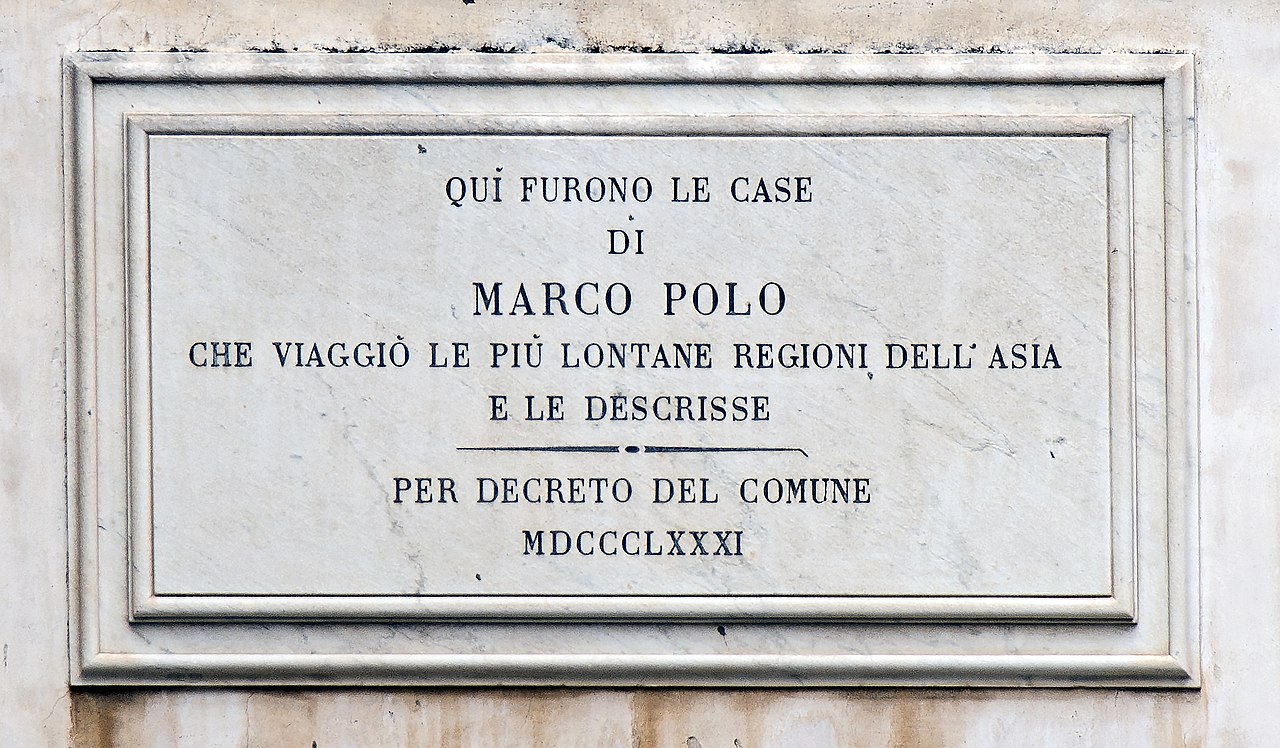 QUÌ FURONO LE CASE
DI
MARCO POLO
CHE VIAGGIÒ LE PIÙ LONTANE REGIONI DELL'ASIA
E LE DESCRISSE
PER DECRETO DEL COMUNE
MDCCCLXXXI